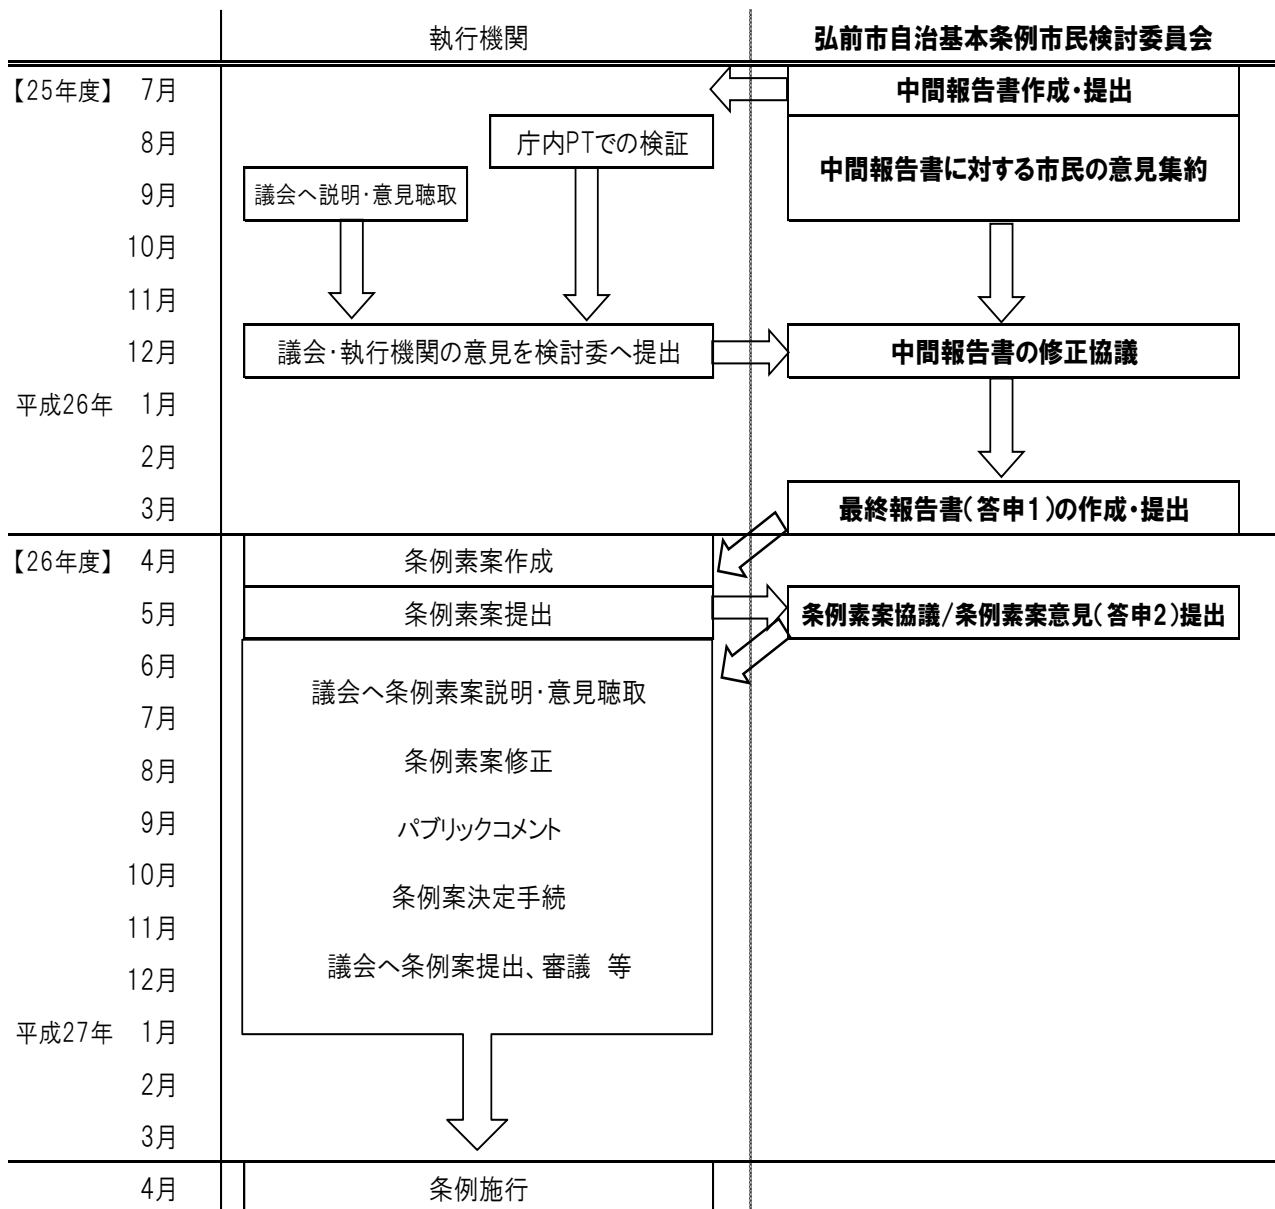 執行機関 弘前市自治基本条例市民検討委員会
【25年度】 7月 中間報告書作成・提出
8月 庁内PTでの検証
中間報告書に対する市民の意見集約
9月 議会へ説明・意見聴取
10月
11月
12月 議会・執行機関の意見を検討委へ提出 中間報告書の修正協議
平成26年 1月
2月
3月 最終報告書(答申1)の作成・提出
【26年度】 4月 条例素案作成
5月 条例素案提出 条例素案協議/条例素案意見(答申2)提出
6月
議会へ条例素案説明・意見聴取
7月
8月 条例素案修正
9月 パブリックコメント
10月
条例案決定手続
11月
12月 議会へ条例案提出、審議 等
平成27年 1月
2月
3月
4月 条例施行